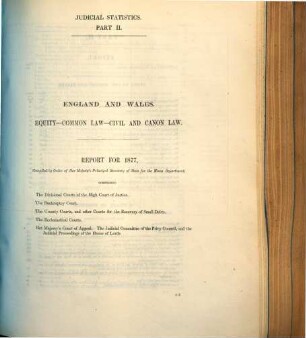 JUDICIAL STATISTICS.
PART II.
ENGLAND AND WALES.
EQUITY—COMMON LAW—CIVIL AND CANON LAW.
REPORT FOR 1877,
Compiled by Order of Her Majesty's Principal Secretary of State for the Home Department;
COMPRISING
The Divisional Courts of the High Court of Justice.
The Bankruptcy Court.
The County Courts, and other Courts for the Recovery of Small Debts.
The Ecclesiastical Courts.
Her Majesty's Court of Appeal. The Judicial Committee of the Privy Council, and the
Judicial Proceedings of the House of Lords.